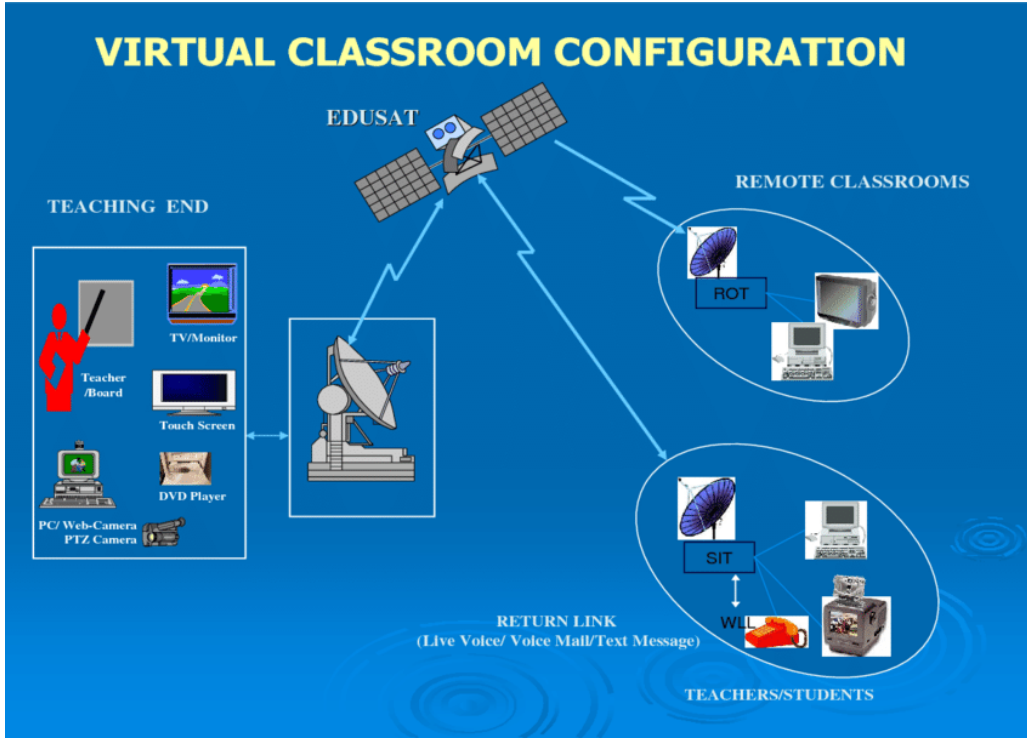 VIRTUAL CLASSROOM CONFIGURATION
EDUSAT
REMOTE CLASSROOMS
TEACHING END
ROT
TV/Monitor
Teacher
/Board
Touch Screen
DVD Player
PC/ Web-Camera
PTZ Camera
SIT
WLL
RETURN LINK
(Live Voice/ Voice Mail/Text Message)
TEACHERS/STUDENTS